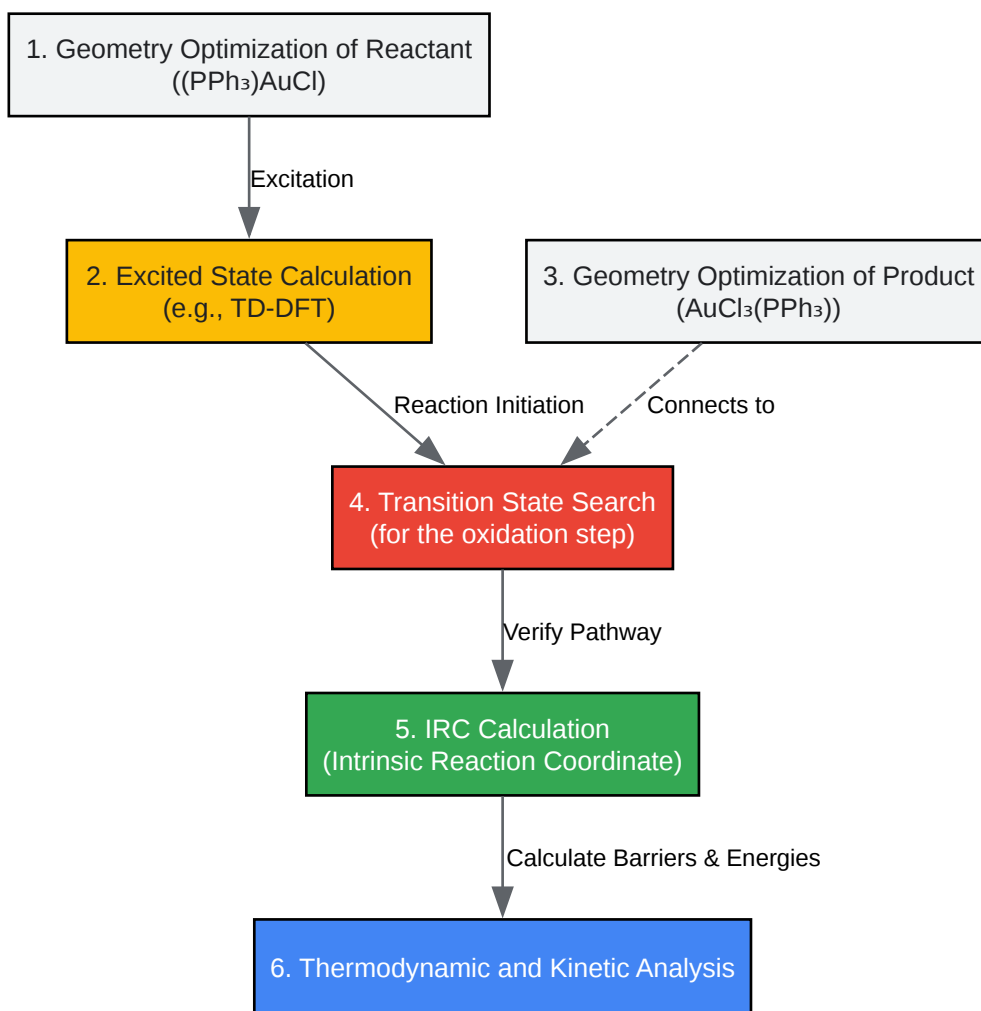 1. Geometry Optimization of Reactant
((PPh₃)AuCl)
Excitation
2. Excited State Calculation
(e.g., TD-DFT)
3. Geometry Optimization of Product
(AuCl₃(PPh₃))
Reaction Initiation
Connects to
4. Transition State Search
(for the oxidation step)
Verify Pathway
5. IRC Calculation
(Intrinsic Reaction Coordinate)
Calculate Barriers & Energies
6. Thermodynamic and Kinetic Analysis